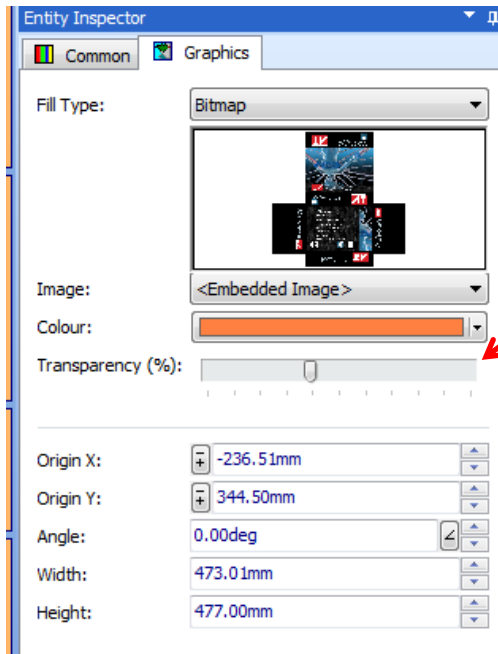 Entity Inspector
Common
Graphics
Fill Type:
Bitmap
Image:
<Embedded Image>
Colour:
Transparency (%):
Origin X:
-236.51mm
Origin Y:
344.50mm
Angle:
0.00deg
Width:
473.01mm
Height:
477.00mm